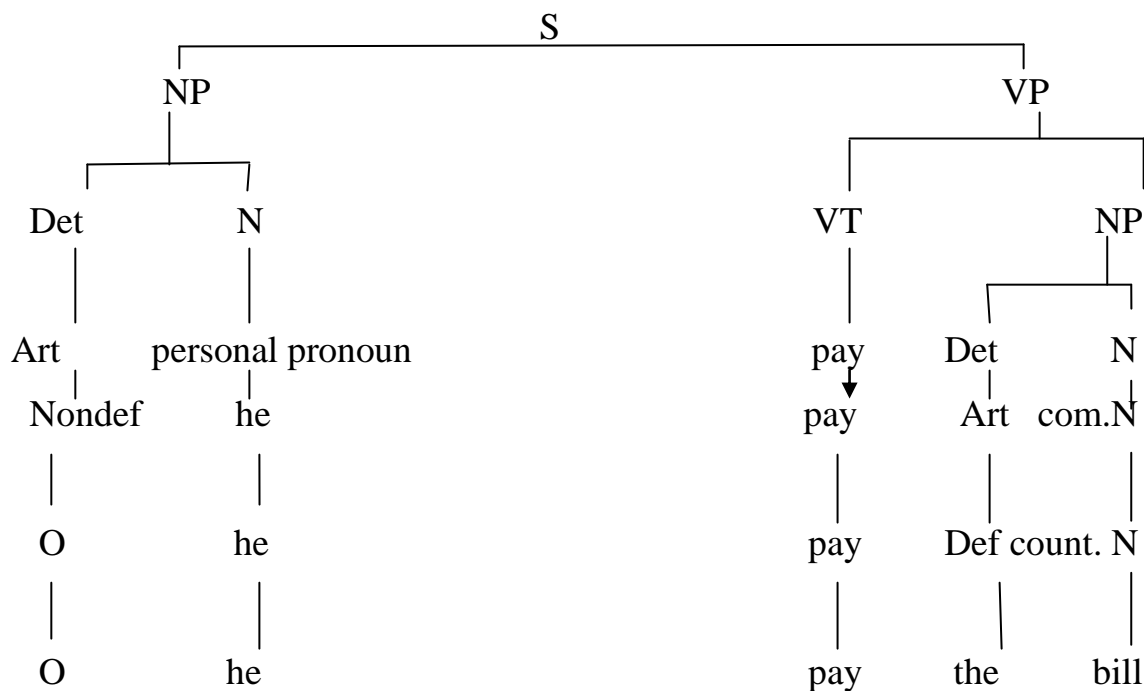 S
NP VP
Det N VT NP
Art personal pronoun pay Det N
Nondef he pay Art com.N
O he pay Def count. N
O he pay the bill